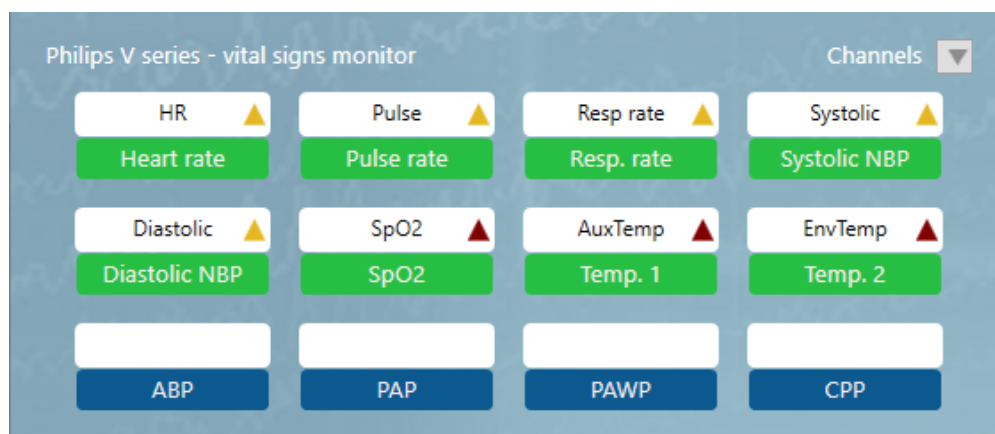 Philips V series - vital signs monitor Channels
HR Pulse Resp rate Systolic
Heart rate Pulse rate Resp. rate Systolic NBP
Diastolic SpO2 AuxTemp EnvTemp
Diastolic NBP SpO2 Temp. 1 Temp. 2
ABP PAP PAWP CPP